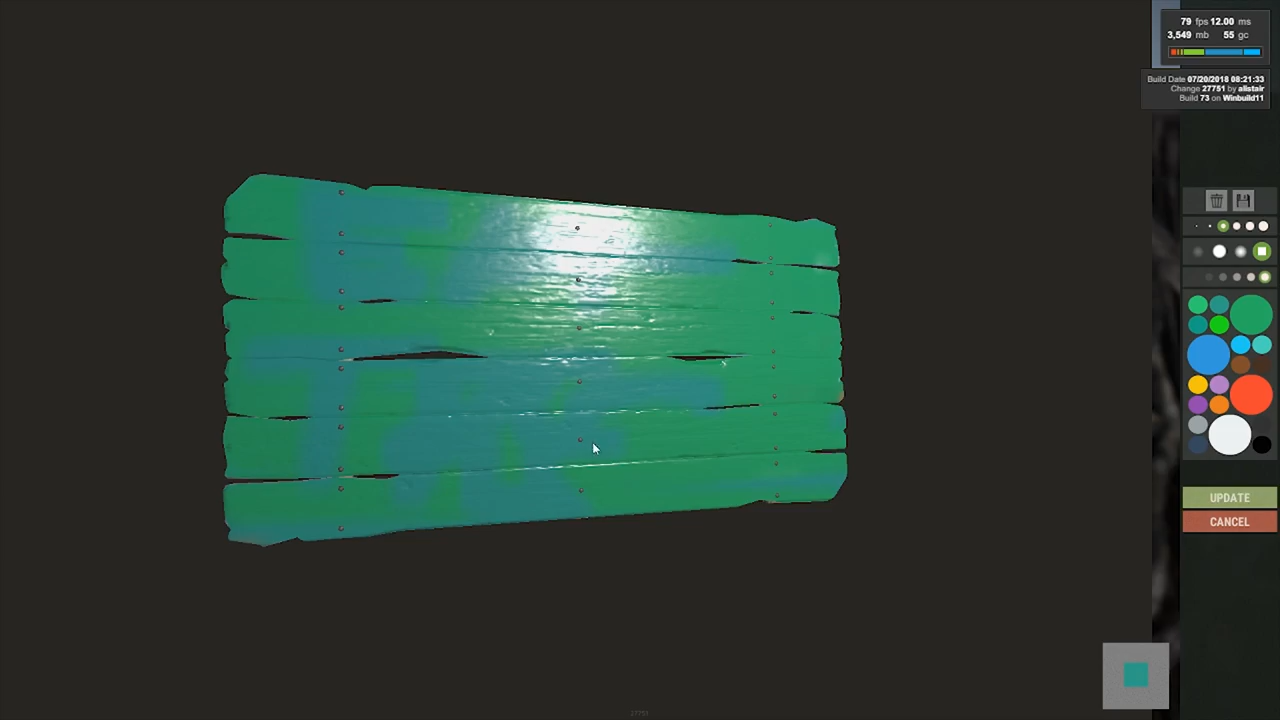 79 fps 12.00 ms
3,549 mb 55 gc
Build Date 07/20/2018 08:21:33
Change 27751 by alistair
Build 73 on Winbuild11
UPDATE
CANCEL
27751